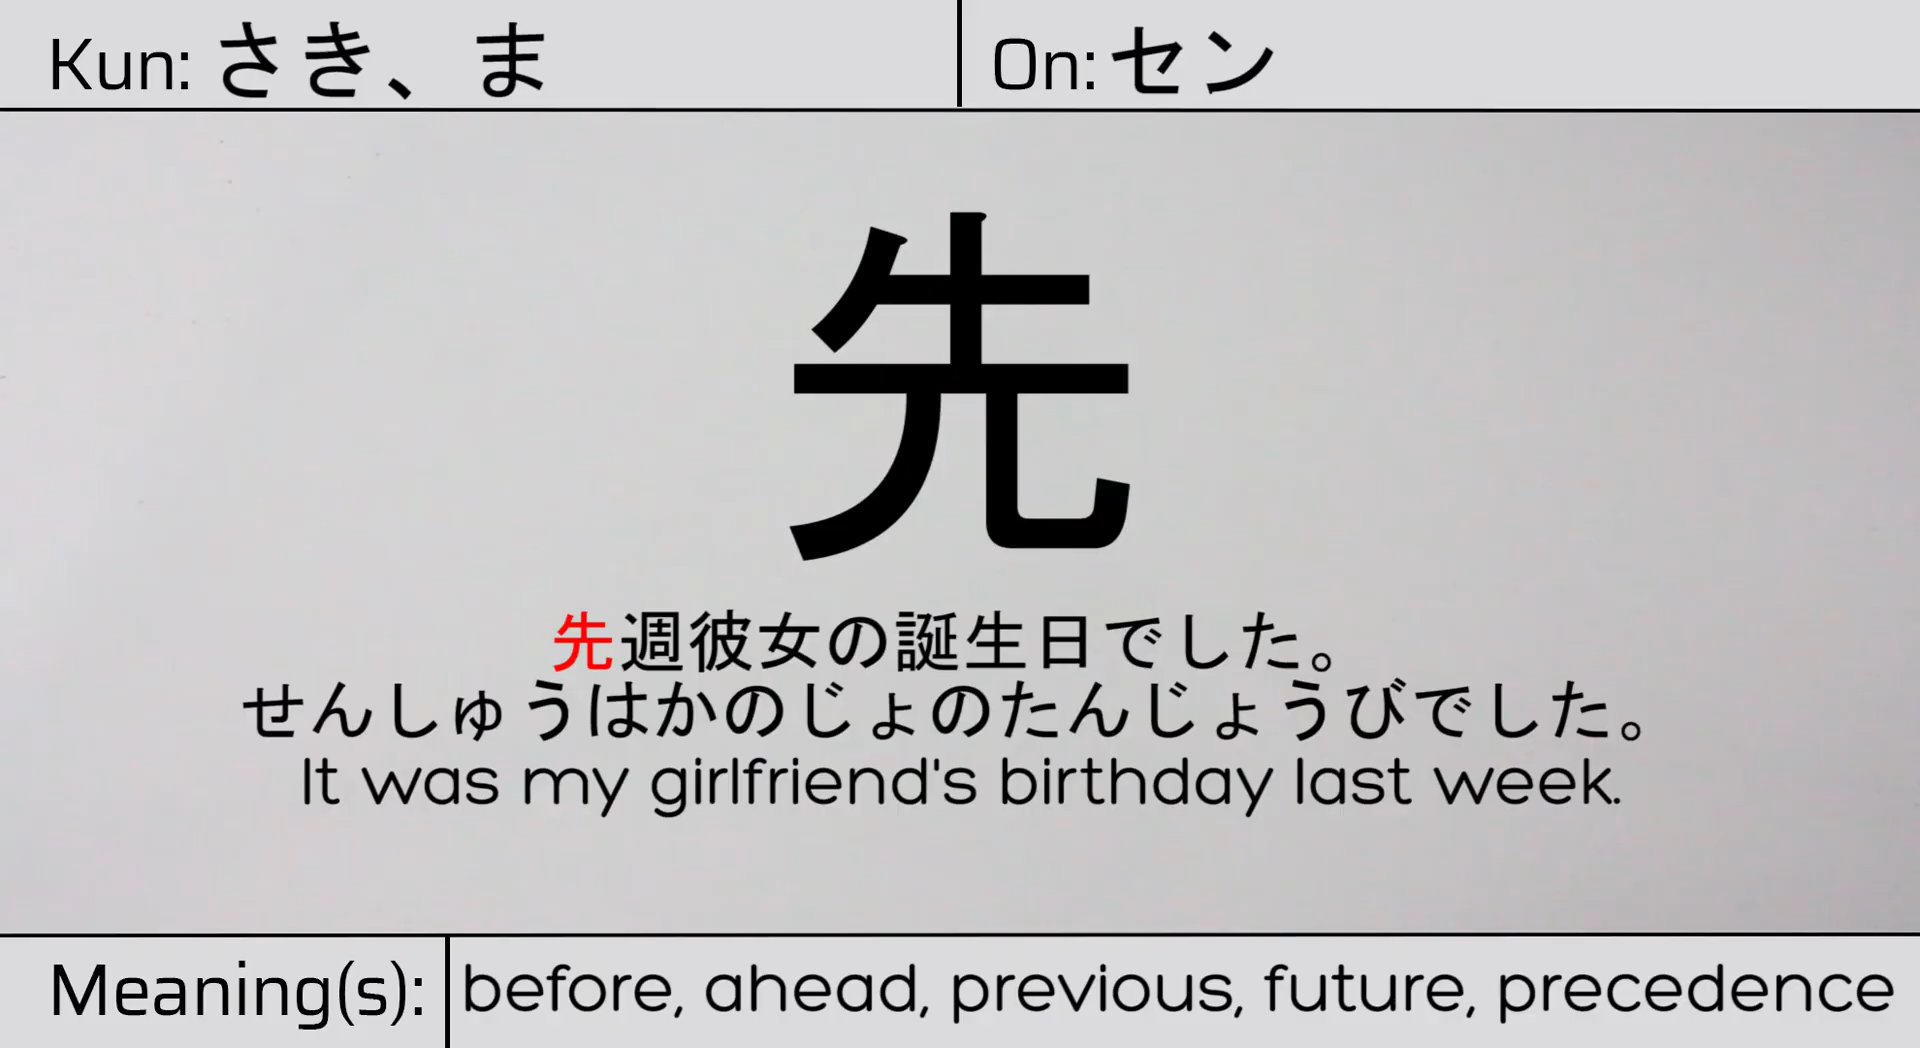 Kun: さき、ま
On: セン
先
先週彼女の誕生日でした。
せんしゅうはかのじょのたんじょうびでした。
It was my girlfriend's birthday last week.
Meaning(s): before, ahead, previous, future, precedence